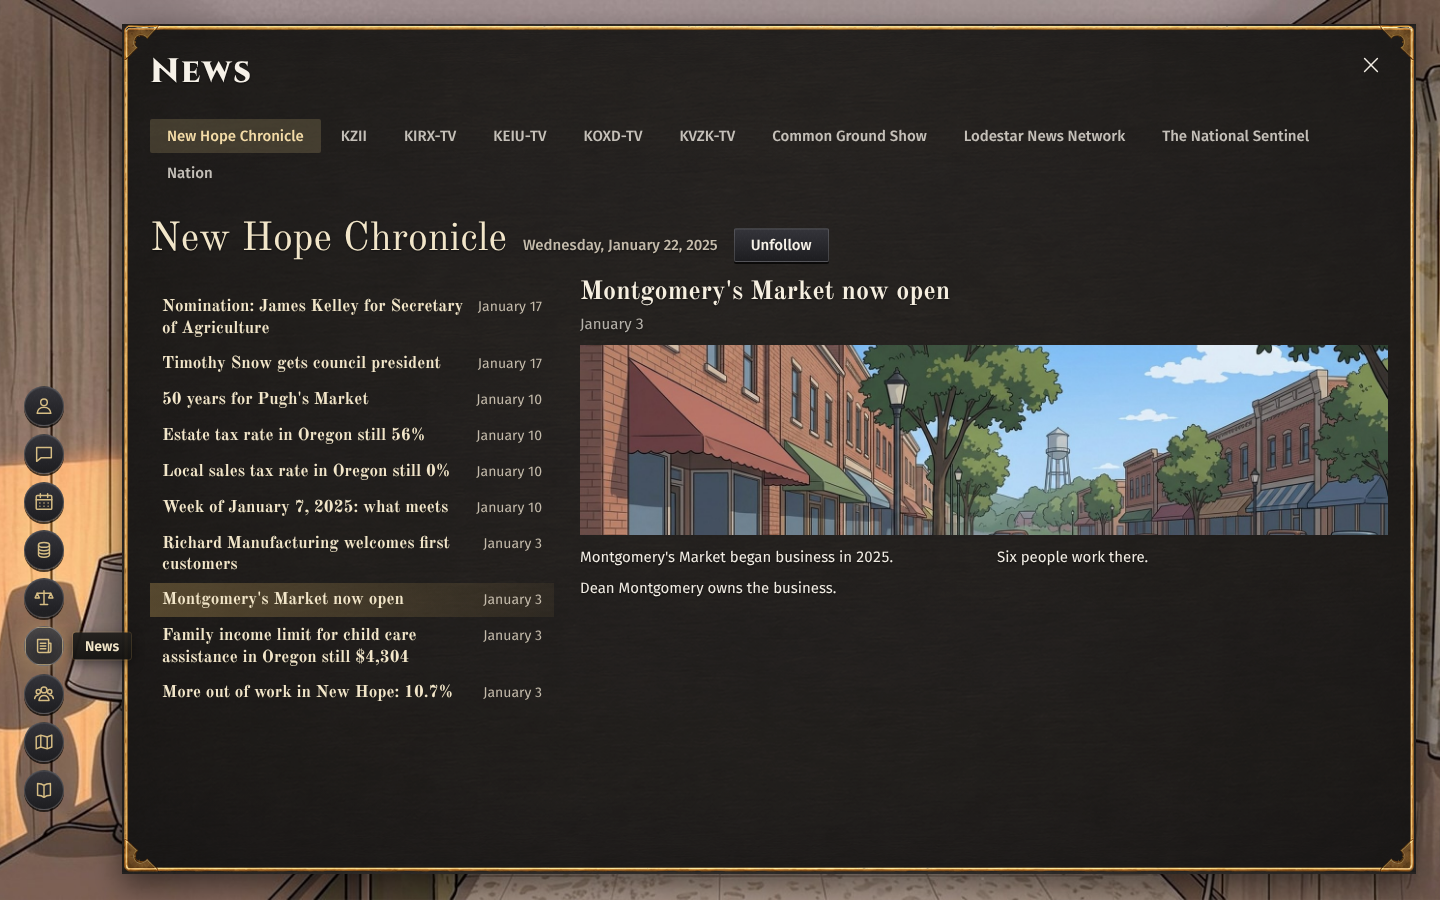 News
New Hope Chronicle
KZII
KIRX-TV
KEIU-TV
KOXD-TV
KVZK-TV
Common Ground Show
Lodestar News Network
The National Sentinel
Nation
New Hope Chronicle
Wednesday, January 22, 2025
Unfollow
Nomination: James Kelley for Secretary
of Agriculture
January 17
Timothy Snow gets council president
January 17
50 years for Pugh's Market
January 10
Estate tax rate in Oregon still 56%
January 10
Local sales tax rate in Oregon still 0%
January 10
Week of January 7, 2025: what meets
January 10
Richard Manufacturing welcomes first
customers
January 3
Montgomery's Market now open
January 3
Family income limit for child care
assistance in Oregon still $4,304
January 3
More out of work in New Hope: 10.7%
January 3
Montgomery's Market now open
January 3
Montgomery's Market began business in 2025.
Dean Montgomery owns the business.
Six people work there.
News